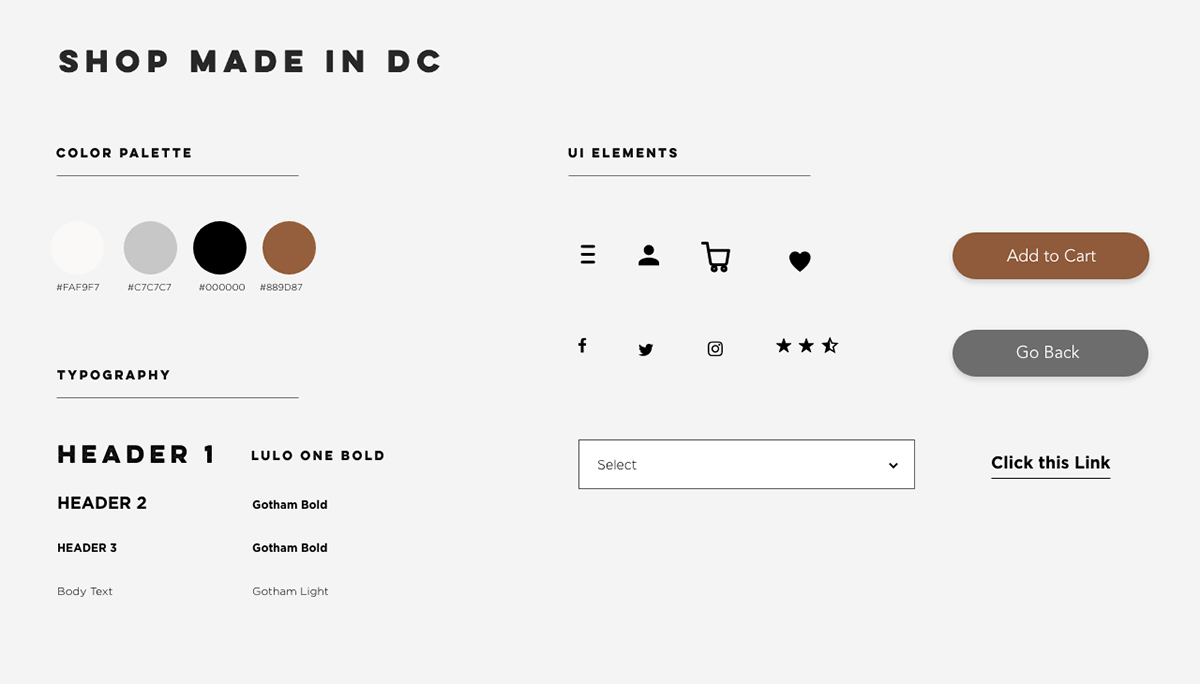 SHOP MADE IN DC
COLOR PALETTE
#FAF9F7 #C7C7C7 #000000 #889D87
TYPOGRAPHY
HEADER 1 LULO ONE BOLD
HEADER 2 Gotham Bold
HEADER 3 Gotham Bold
Body Text Gotham Light
UI ELEMENTS
Add to Cart
Go Back
Select
Click this Link